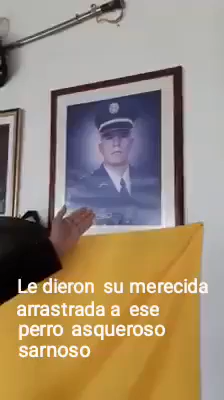 Le dieron su merecida
arrastrada a ese
perro asqueroso
sarnoso